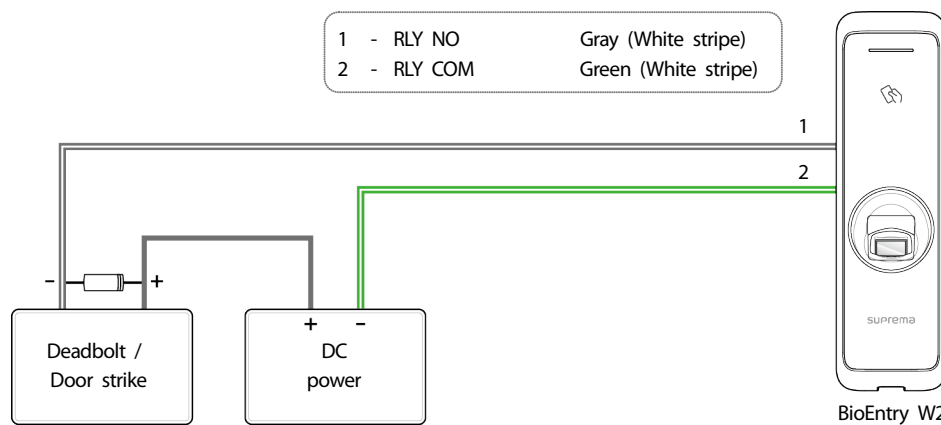 1 - RLY NO Gray (White stripe)
2 - RLY COM Green (White stripe)
1
2
- +
+ -
Deadbolt /
Door strike
DC
power
suprema
BioEntry W2